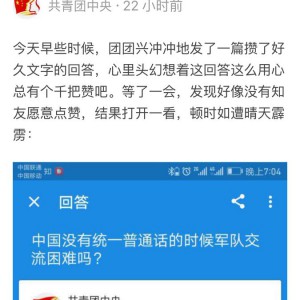 共青团中央 · 22 小时前
今天早些时候，团团兴冲冲地发了一篇攒了好
久文字的回答，心里头幻想着这回答这么用心
总有个千把赞吧。等了一会，发现好像没有知
友愿意点赞，结果打开一看，顿时如遭晴天霹
雳：
中国联通
中国移动 知 晚上7:04
× 回答
中国没有统一普通话的时候军队交
流困难吗？
共青团中央